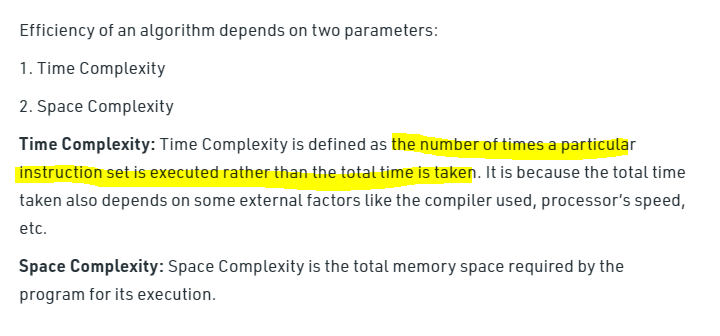 Efficiency of an algorithm depends on two parameters:
1. Time Complexity
2. Space Complexity
Time Complexity: Time Complexity is defined as the number of times a particular
instruction set is executed rather than the total time is taken. It is because the total time
taken also depends on some external factors like the compiler used, processor’s speed,
etc.
Space Complexity: Space Complexity is the total memory space required by the
program for its execution.